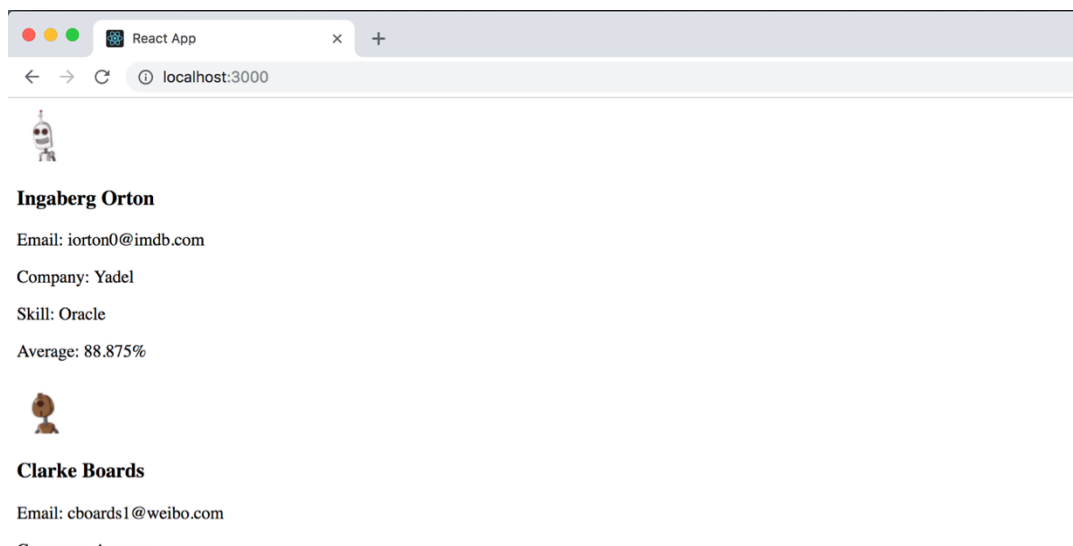 React App
localhost:3000
Ingaberg Orton
Email: iorton0@imdb.com
Company: Yadel
Skill: Oracle
Average: 88.875%
Clarke Boards
Email: cboards1@weibo.com